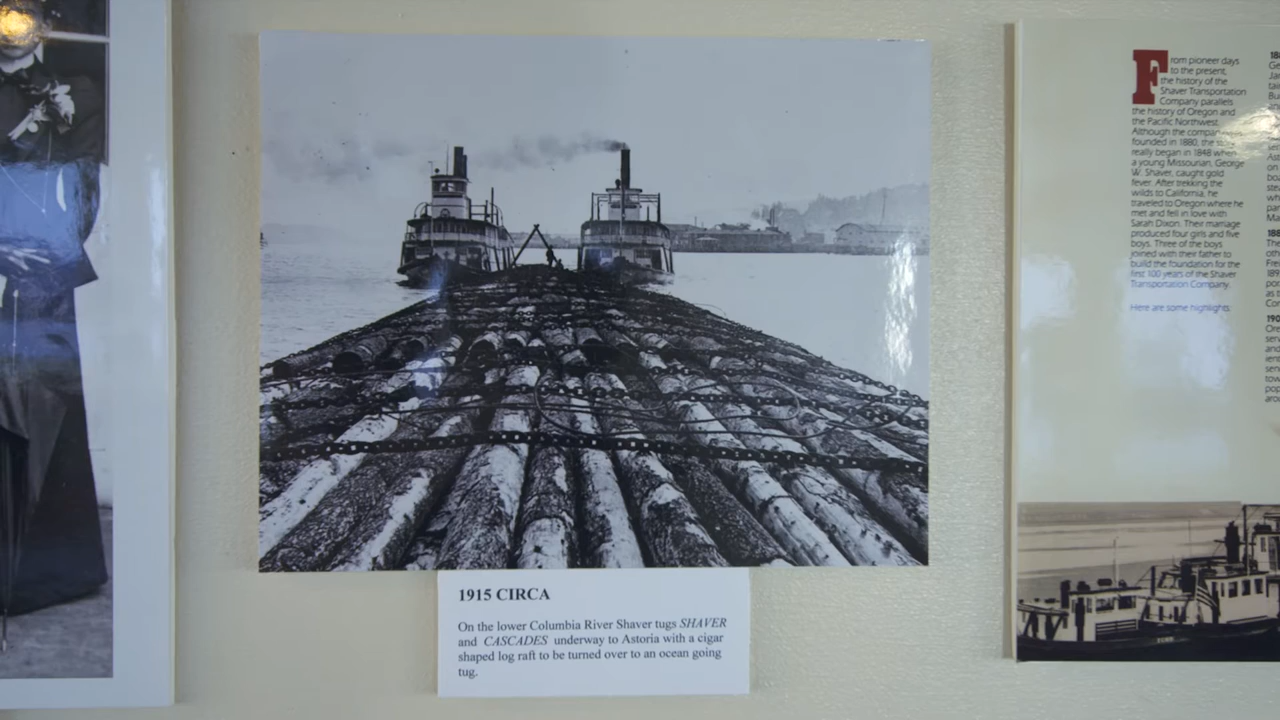 1915 CIRCA
On the lower Columbia River Shaver tugs SHAVER
and CASCADES underway to Astoria with a cigar
shaped log raft to be turned over to an ocean going
tug.
From pioneer days
to the present,
the history of the
Shaver Transportation
Company parallels
the history of Oregon and
the Pacific Northwest.
Although the company
founded in 1880, the
really began in 1848 when
a young Missourian, George
W. Shaver, caught gold
fever. After trekking the
wilds to California, he
traveled to Oregon where he
met and fell in love with
Sarah Dixon. Their marriage
produced four girls and five
boys. Three of the boys
joined with their father to
build the foundation for the
first 100 years of the Shaver
Transportation Company.
Here are some highlights.